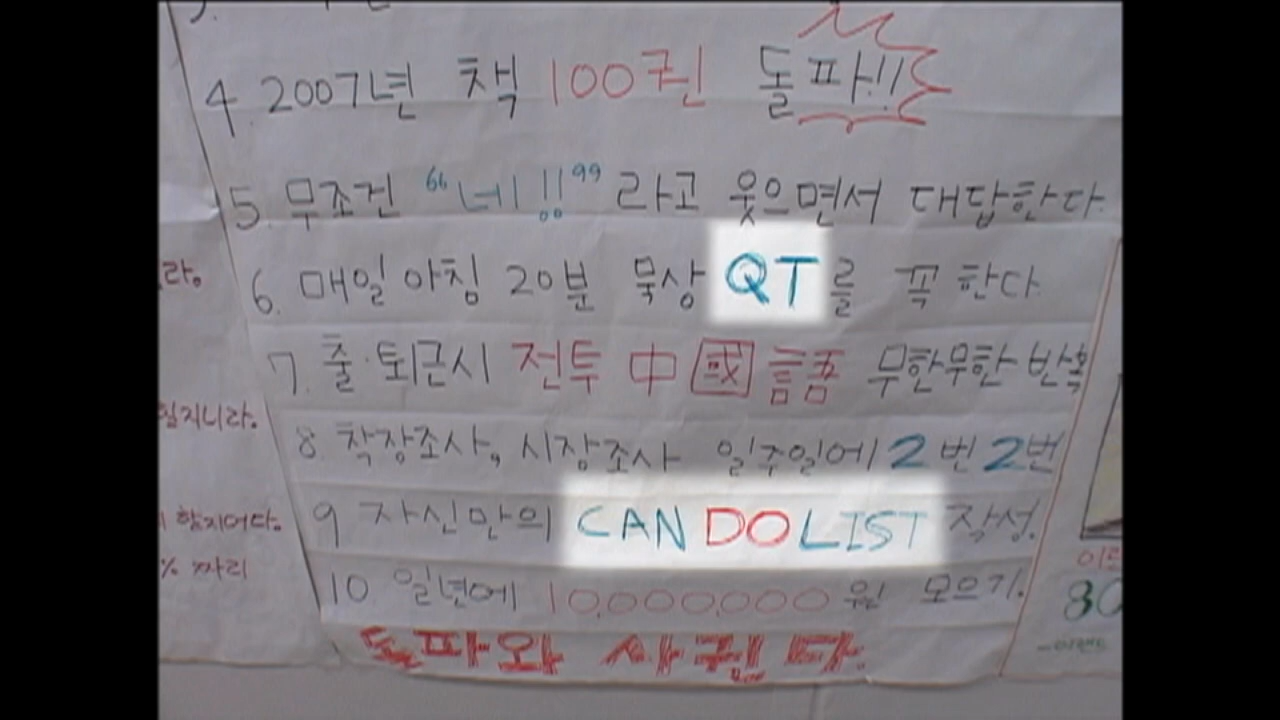 4. 2007년 책 100권 돌파!!
5. 무조건 “네!!” 라고 웃으면서 대답한다.
6. 매일 아침 20분 묵상 QT를 꼭 한다.
7. 출·퇴근시 전투 中國語 무한무한 반복
8. 착장조사, 시장조사 일주일에 2번 2번
9 자신만의 CAN DO LIST 작성.
10 일년에 10,000,000원 모으기.
돌파와 사귄다.
라.
할지니라.
할지어다.
% 짜리
80